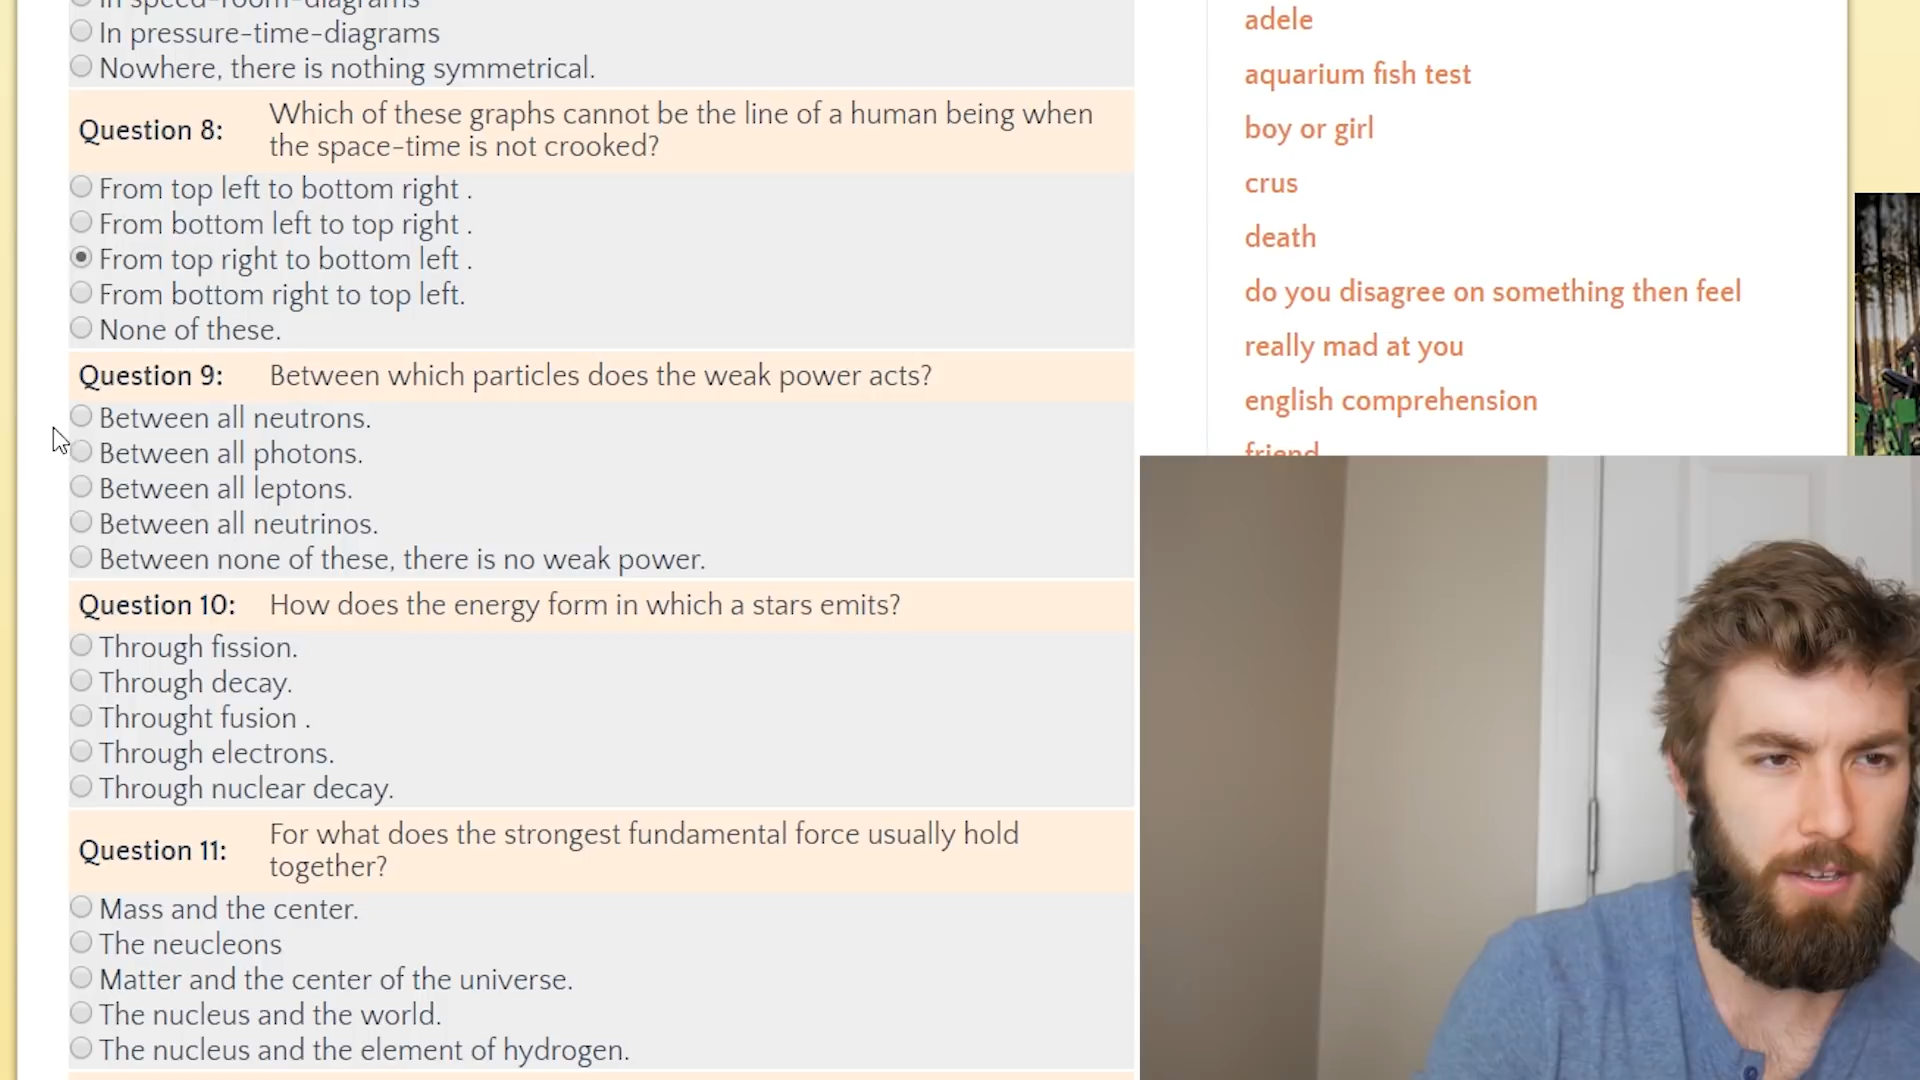 In speed-room-diagrams
In pressure-time-diagrams
Nowhere, there is nothing symmetrical.
Question 8: Which of these graphs cannot be the line of a human being when
the space-time is not crooked?
From top left to bottom right .
From bottom left to top right .
From top right to bottom left .
From bottom right to top left.
None of these.
Question 9: Between which particles does the weak power acts?
Between all neutrons.
Between all photons.
Between all leptons.
Between all neutrinos.
Between none of these, there is no weak power.
Question 10: How does the energy form in which a stars emits?
Through fission.
Through decay.
Throught fusion .
Through electrons.
Through nuclear decay.
Question 11: For what does the strongest fundamental force usually hold
together?
Mass and the center.
The neucleons
Matter and the center of the universe.
The nucleus and the world.
The nucleus and the element of hydrogen.
adele
aquarium fish test
boy or girl
crus
death
do you disagree on something then feel
really mad at you
english comprehension
friend